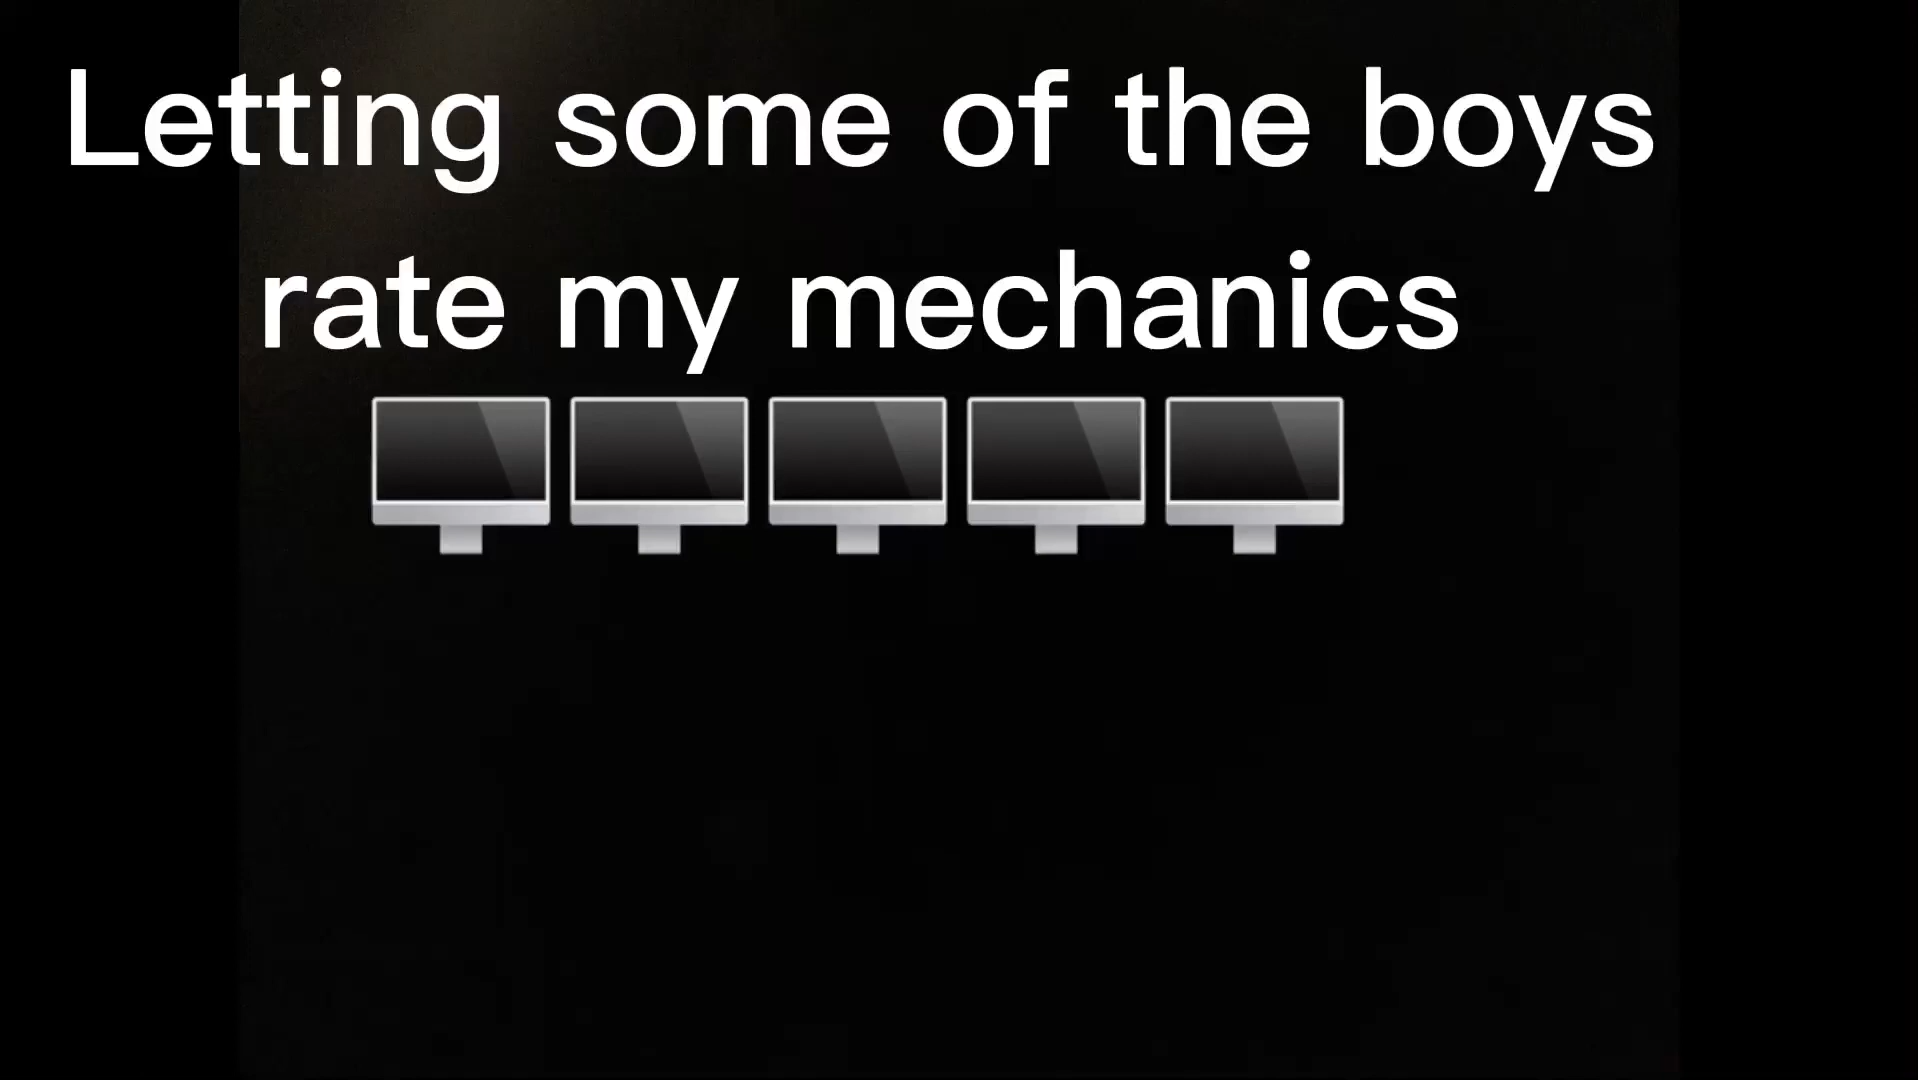 Letting some of the boys
rate my mechanics
🖥🖥🖥🖥🖥